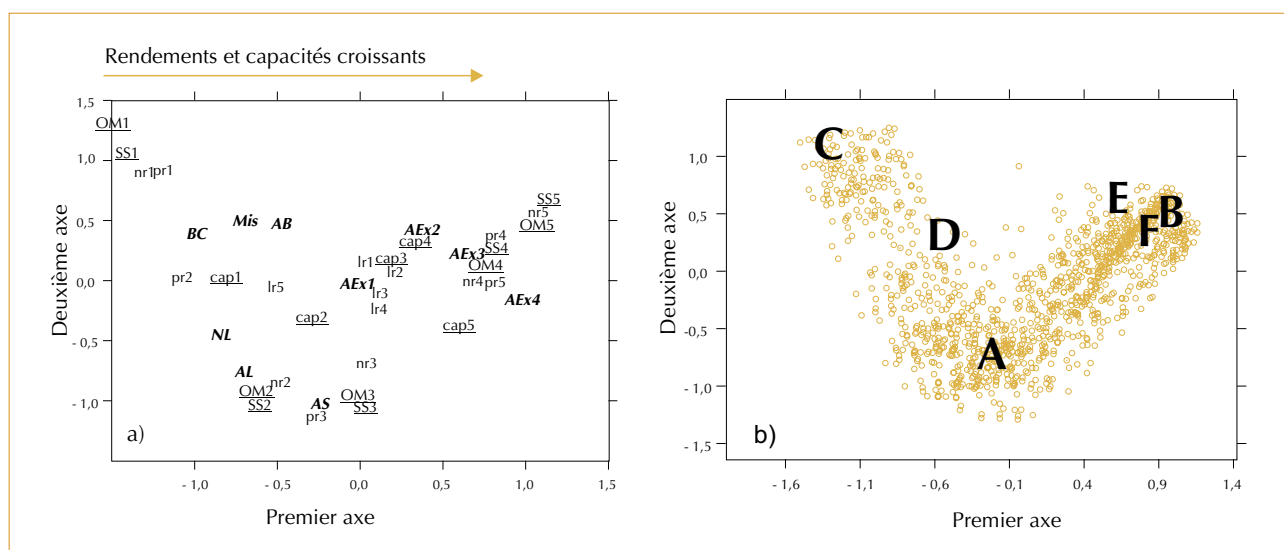 Rendements et capacités croissants
1,5
1,0
0,5
0,0
- 0,5
- 1,0
Deuxième axe
OM1
SS1
nr1 pr1
BC Mis AB
pr2 cap1 lr5
cap2
NL
AL
OM2 nr2
SS2
AS
pr3
nr3
OM3
SS3
AEx1
lr1 cap3
lr2
lr3
lr4
AEx2
cap4
AEx3
pr4
SS4
OM4
nr4 pr5
AEx4
cap5
SS5
nr5
OM5
a)
- 1,0 - 0,5 0,0 0,5 1,0 1,5
Premier axe
1,0
0,5
0,0
- 0,5
- 1,0
- 1,5
Deuxième axe
C
D
A
E
B
F
b)
- 1,6 - 1,1 - 0,6 - 0,1 0,4 0,9 1,4
Premier axe